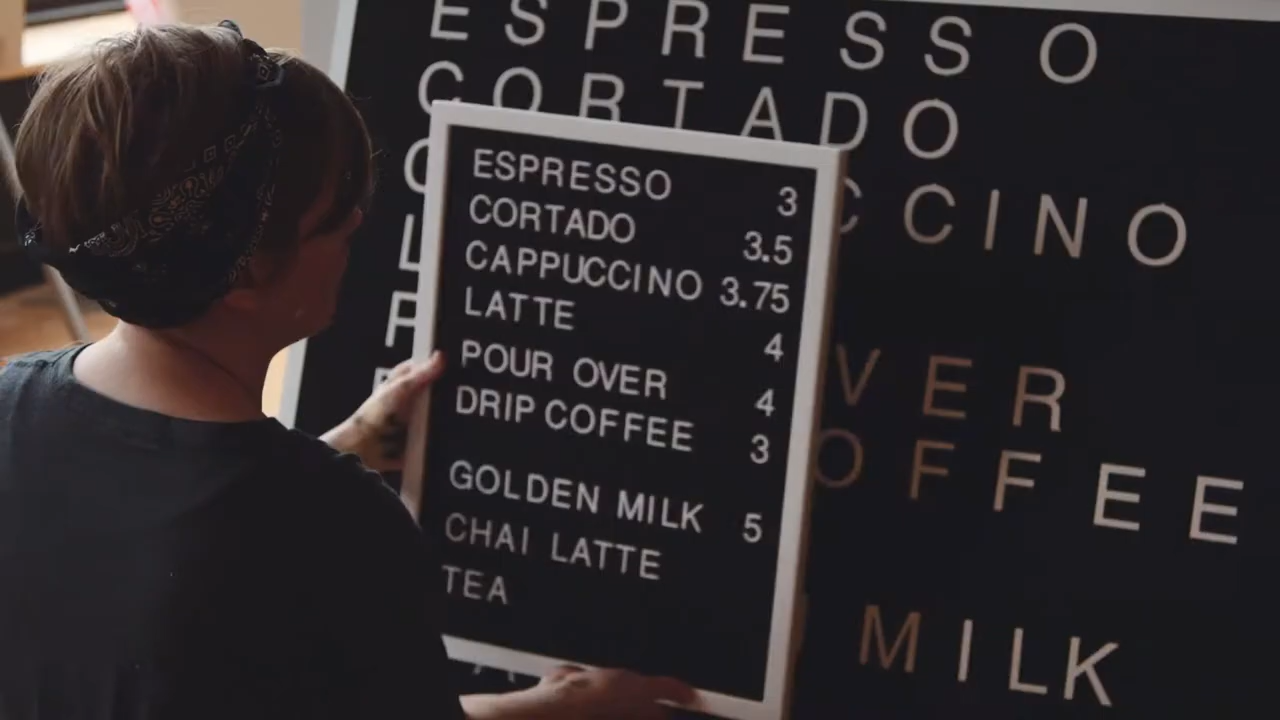 ESPRESSO
CORTADO
CCINO
VER
OFFEE
MILK
ESPRESSO 3
CORTADO 3.5
CAPPUCCINO 3.75
LATTE 4
POUR OVER 4
DRIP COFFEE 3
GOLDEN MILK 5
CHAI LATTE
TEA